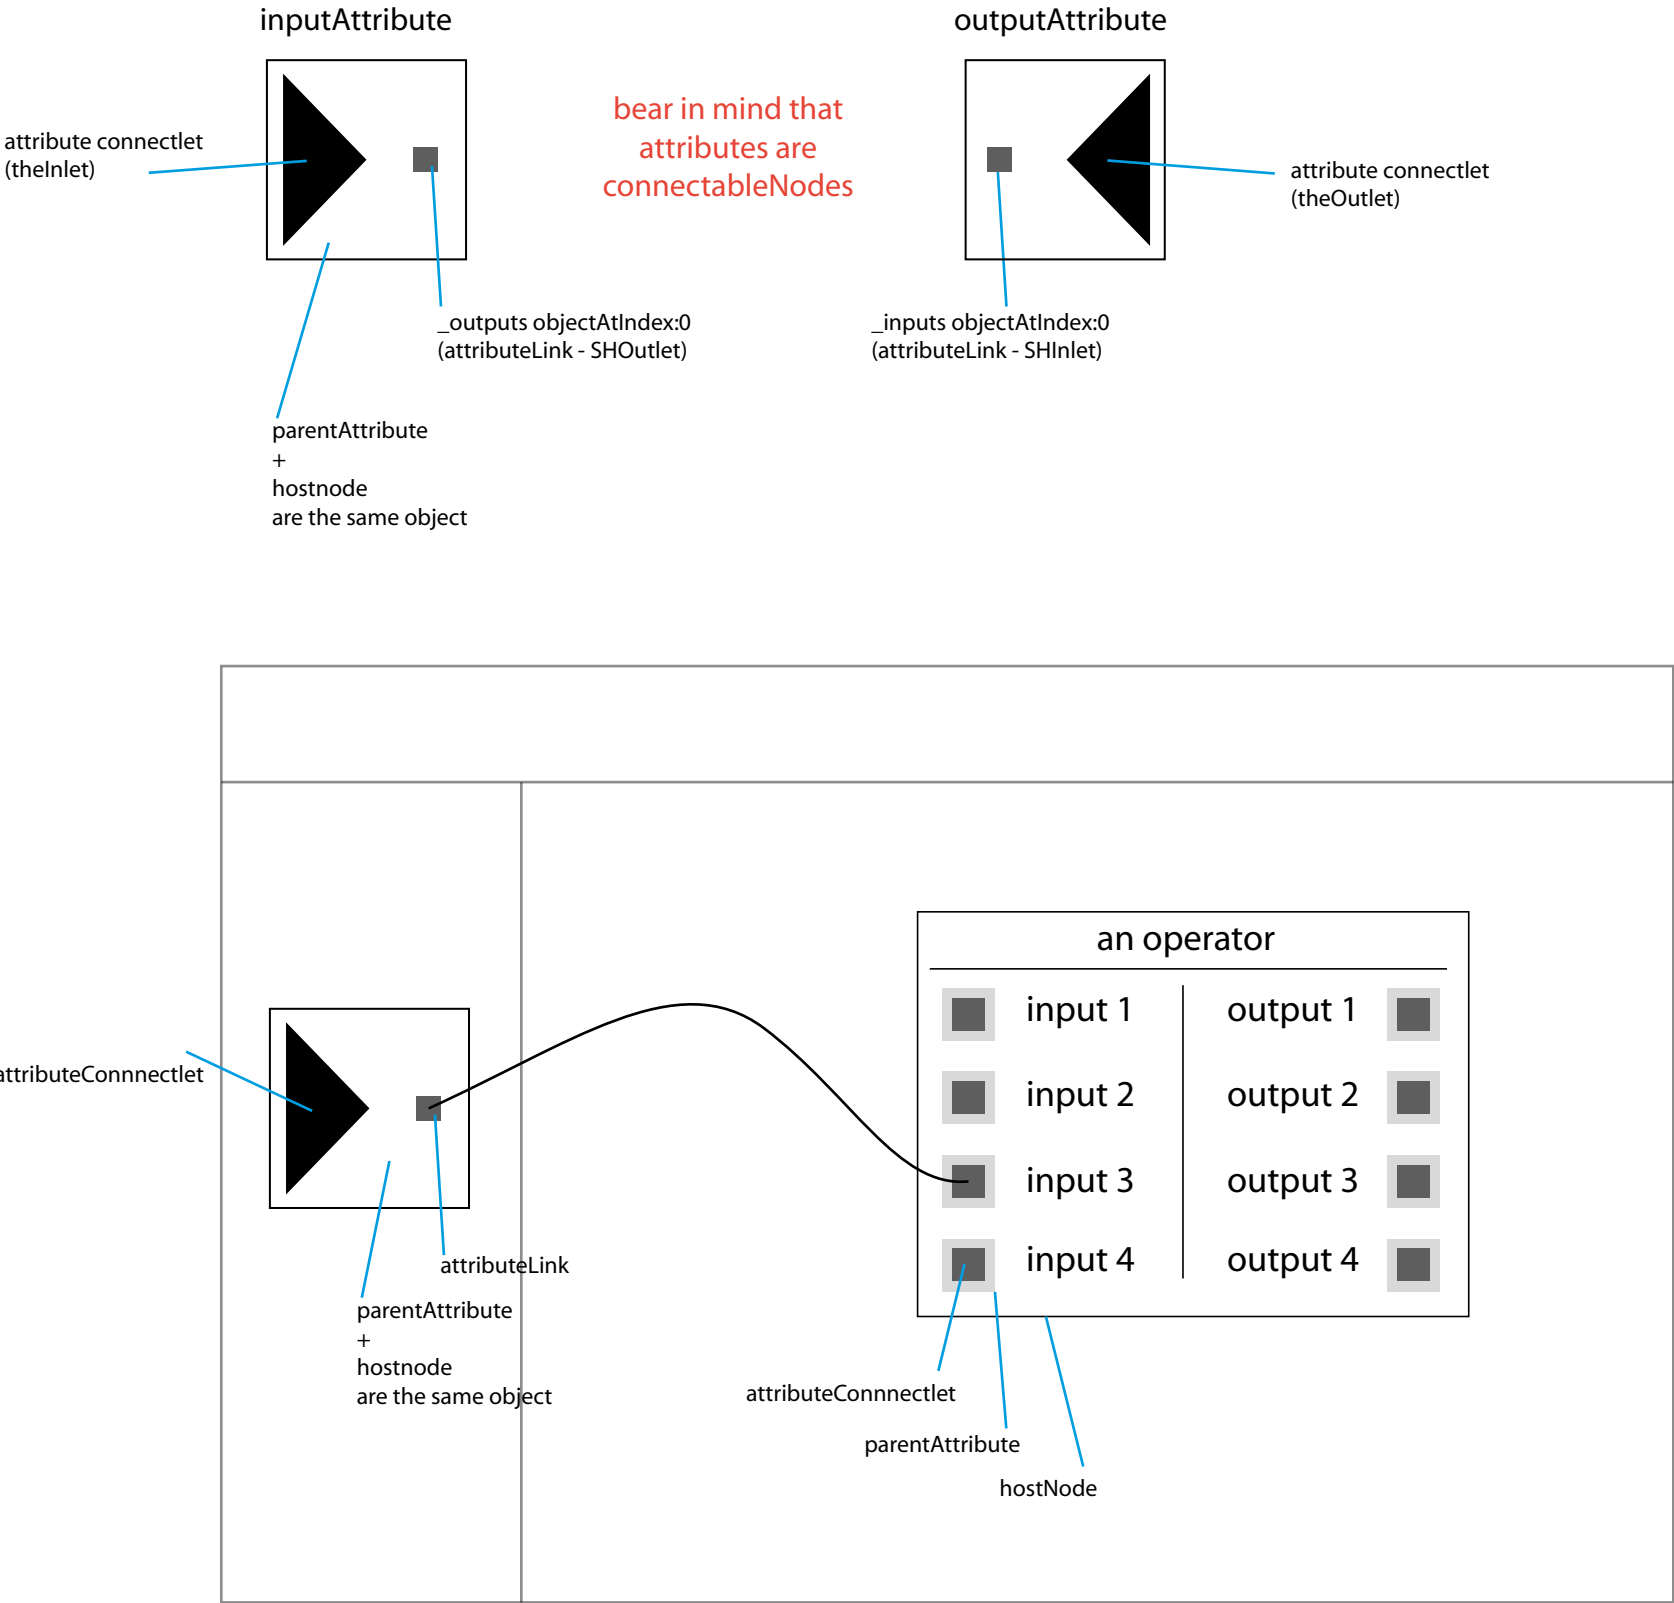 inputAttribute
outputAttribute
bear in mind that
attributes are
connectableNodes
attribute connectlet
(theInlet)
attribute connectlet
(theOutlet)
_outputs objectAtIndex:0
(attributeLink - SHOutlet)
_inputs objectAtIndex:0
(attributeLink - SHInlet)
parentAttribute
+
hostnode
are the same object
an operator
input 1
output 1
input 2
output 2
input 3
output 3
input 4
output 4
attributeConnnectlet
attributeLink
parentAttribute
+
hostnode
are the same object
attributeConnnectlet
parentAttribute
hostNode